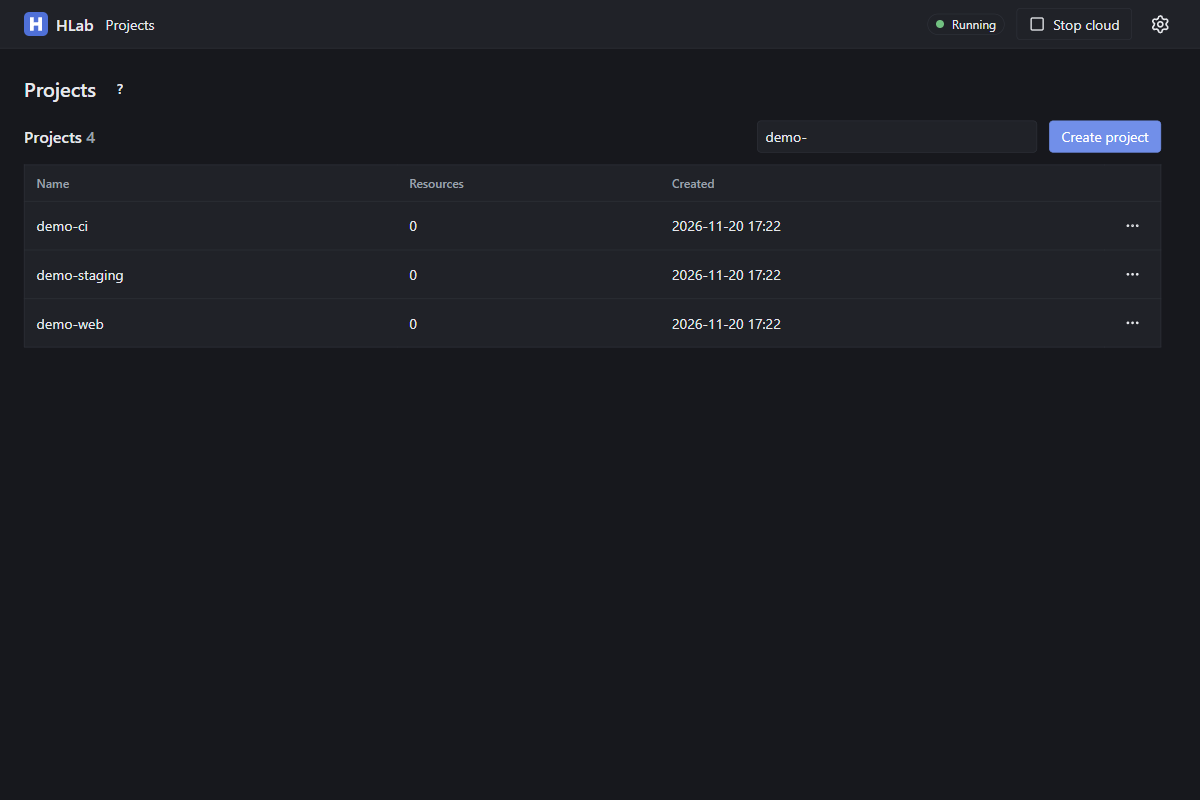 H HLab Projects Running Stop cloud
Projects ?
Projects 4 demo- Create project
Name Resources Created
demo-ci 0 2026-11-20 17:22 ···
demo-staging 0 2026-11-20 17:22 ···
demo-web 0 2026-11-20 17:22 ···